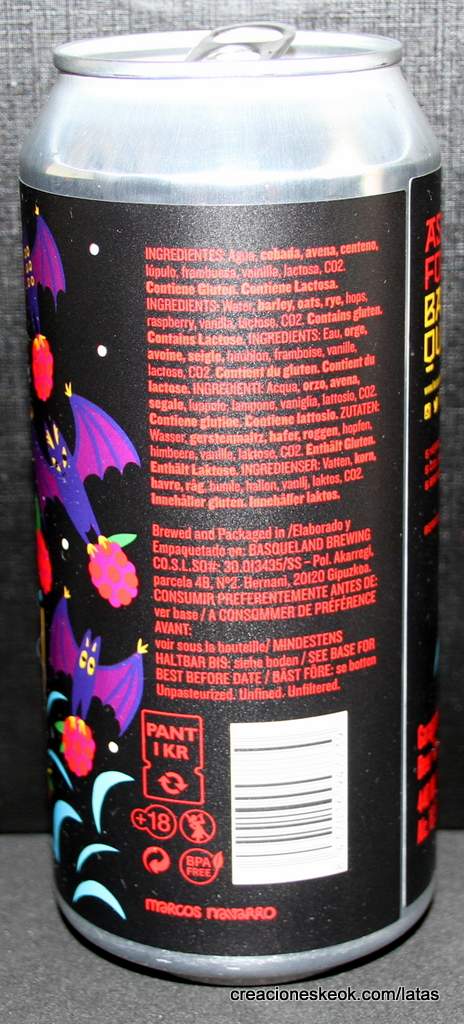 INGREDIENTES: Agua, cebada, avena, centeno,
lúpulo, frambuesa, vainilla, lactosa, CO2.
Contiene Gluten. Contiene Lactosa.
INGREDIENTS: Water, barley, oats, rye, hops,
raspberry, vanilla, lactose, CO2. Contains gluten.
Contains Lactose. INGRÉDIENTS: Eau, orge,
avoine, seigle, houblon, framboise, vanille,
lactose, CO2. Contient du gluten. Contient du
lactose. INGREDIENTI: Acqua, orzo, avena,
segale, luppolo, lampone, vaniglia, lattosio, CO2.
Contiene glutine. Contiene lattosio. ZUTATEN:
Wasser, gerstenmaltz, hafer, roggen, hopfen,
himbeere, vanille, laktose, CO2. Enthält Gluten.
Enthält Laktose. INGREDIENSER: Vatten, korn,
havre, råg, humle, hallon, vanilj, laktos, CO2.
Innehåller gluten. Innehåller laktos.
Brewed and Packaged in /Elaborado y
Empaquetado en: BASQUELAND BREWING
CO.S.L.SO#: 30.013435/SS – Pol. Akarregi,
parcela 4B, Nº2. Hernani, 20120 Gipuzkoa.
CONSUMIR PREFERENTEMENTE ANTES DE:
ver base / A CONSOMMER DE PRÉFÉRENCE
AVANT:
voir sous la bouteille/ MINDESTENS
HALTBAR BIS: siehe boden / SEE BASE FOR
BEST BEFORE DATE / BÄST FÖRE: se botten
Unpasteurized. Unfined. Unfiltered.
PANT
1 KR
+18
BPA
FREE
marcos navarro
AS
FO
BA
QU
creacioneskeok.com/latas